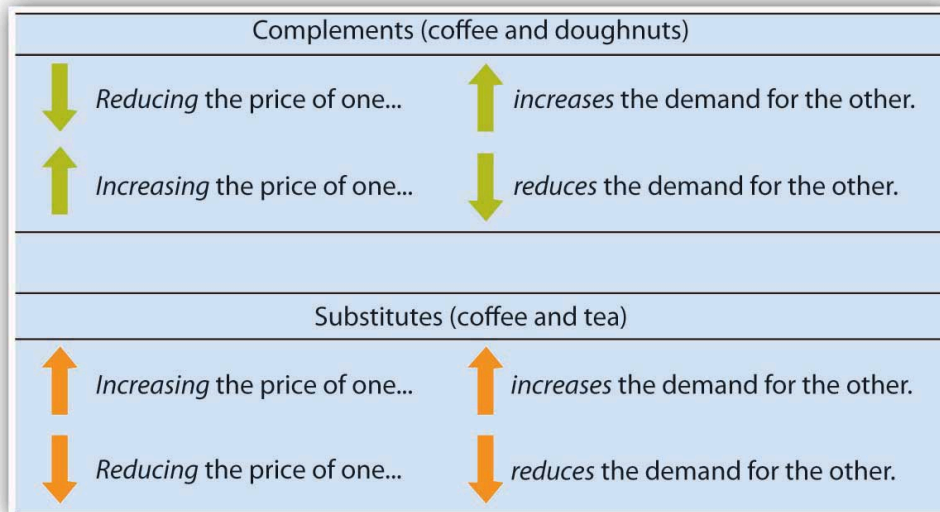 Complements (coffee and doughnuts)
Reducing the price of one... increases the demand for the other.
Increasing the price of one... reduces the demand for the other.
Substitutes (coffee and tea)
Increasing the price of one... increases the demand for the other.
Reducing the price of one... reduces the demand for the other.